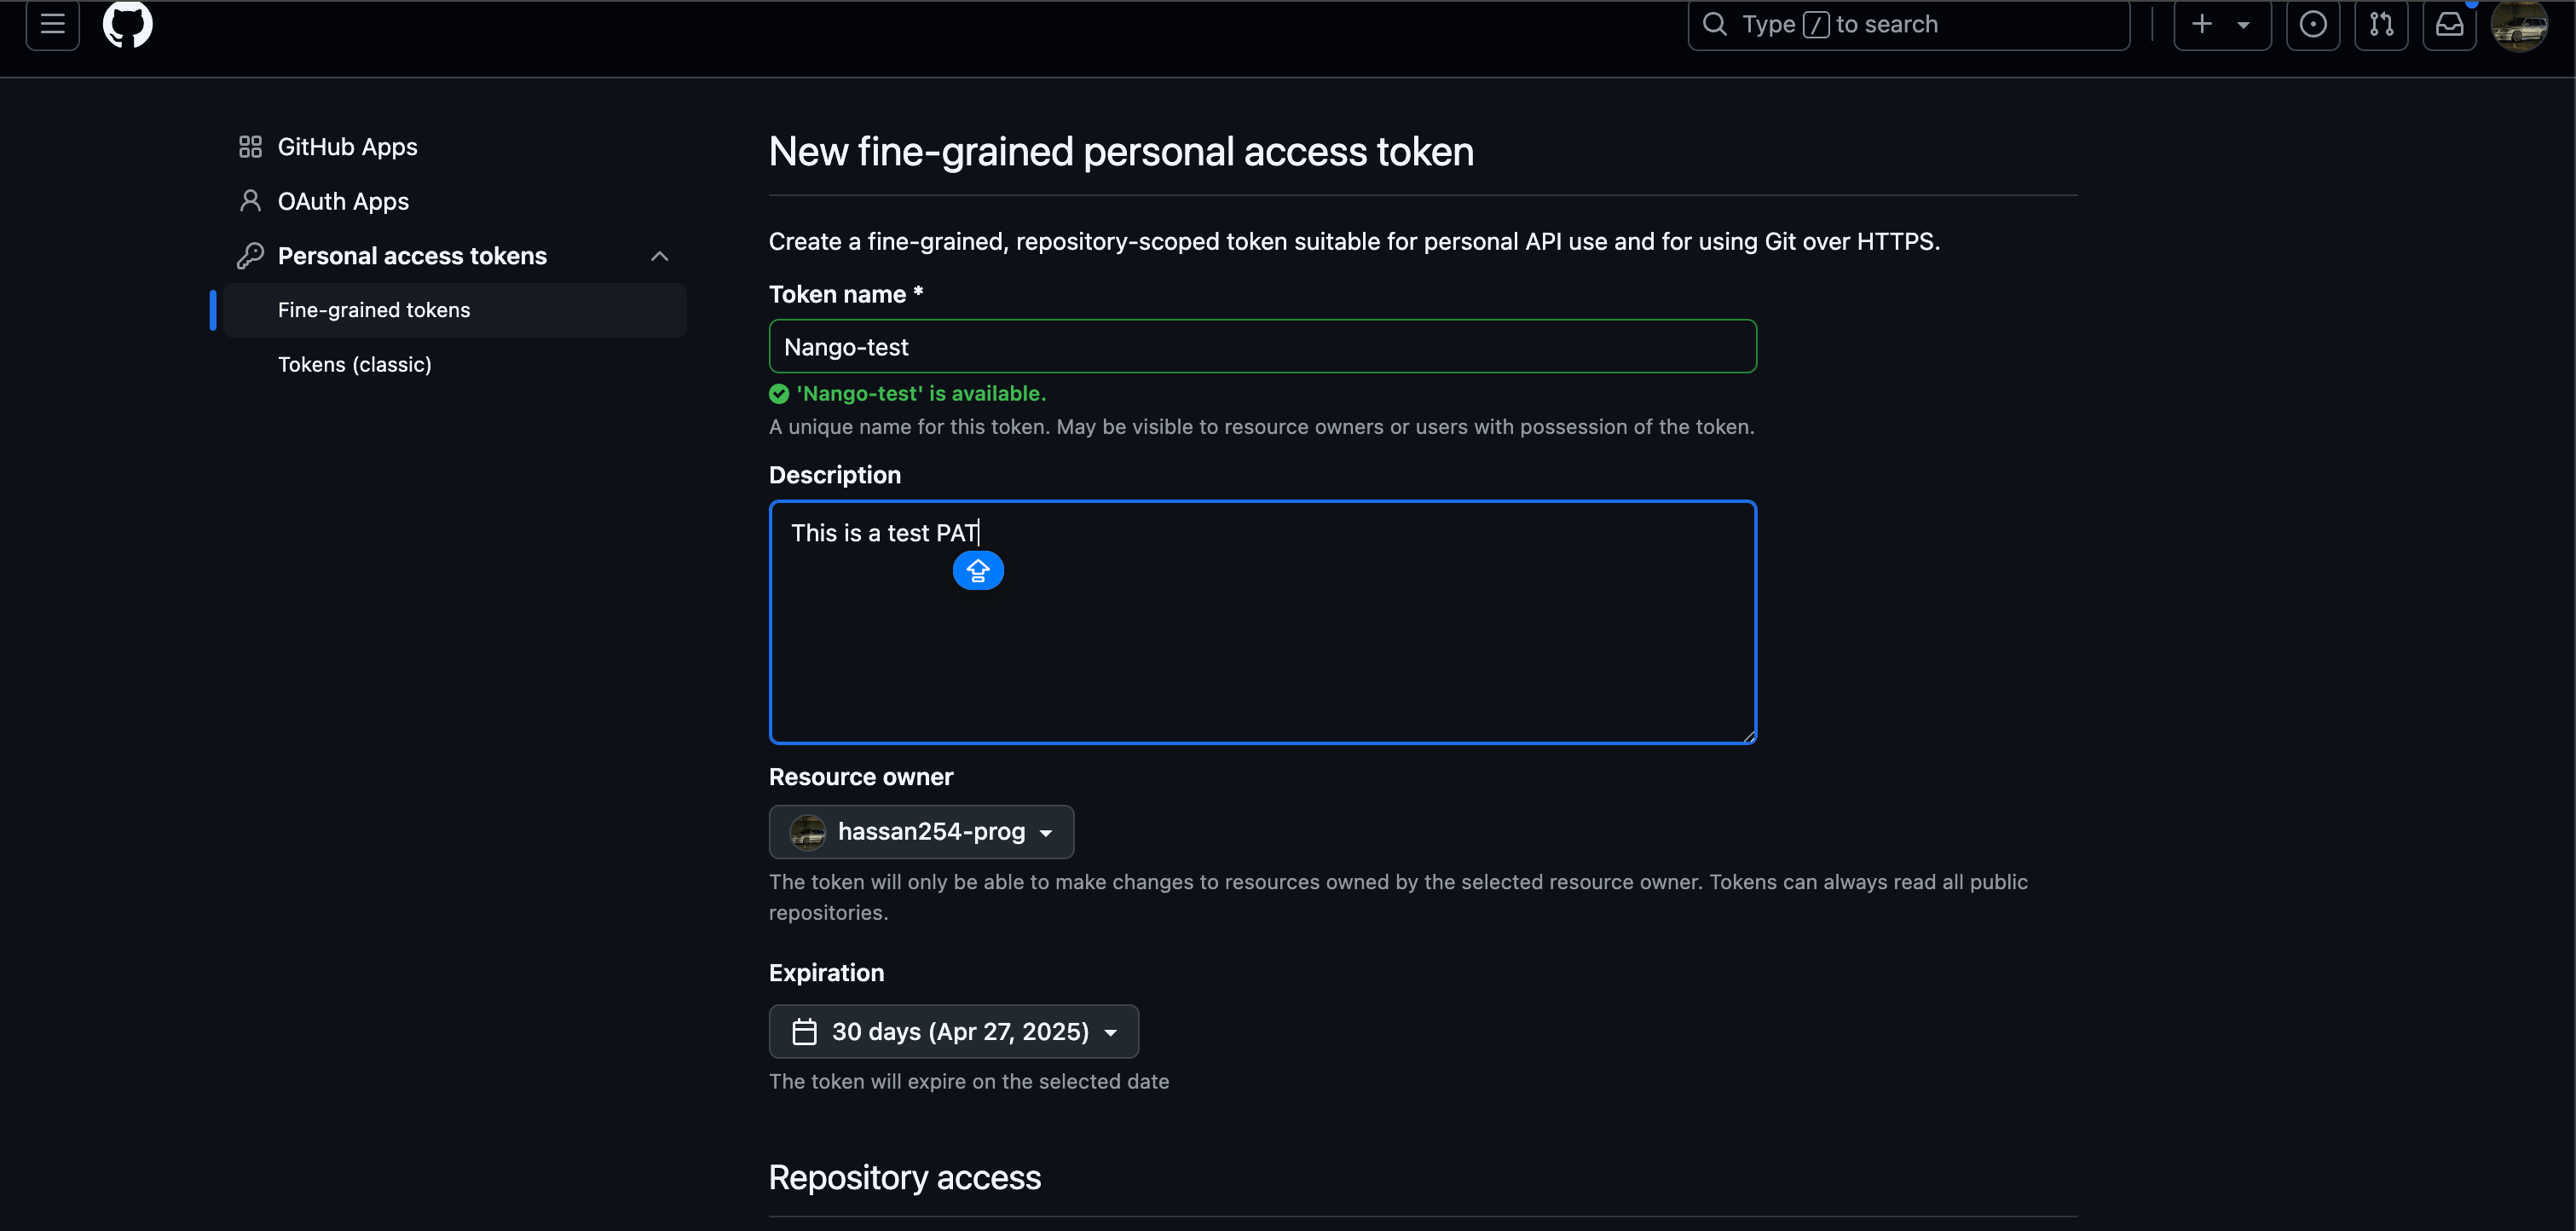 Type / to search
GitHub Apps
OAuth Apps
Personal access tokens
Fine-grained tokens
Tokens (classic)
New fine-grained personal access token
Create a fine-grained, repository-scoped token suitable for personal API use and for using Git over HTTPS.
Token name *
Nango-test
'Nango-test' is available.
A unique name for this token. May be visible to resource owners or users with possession of the token.
Description
This is a test PAT
Resource owner
hassan254-prog
The token will only be able to make changes to resources owned by the selected resource owner. Tokens can always read all public
repositories.
Expiration
30 days (Apr 27, 2025)
The token will expire on the selected date
Repository access